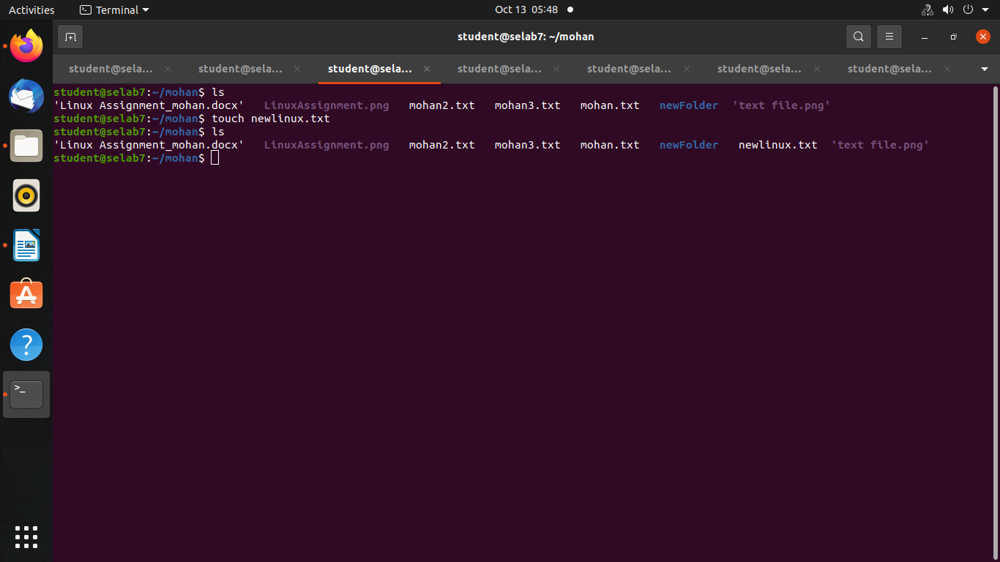 Activities Terminal Oct 13 05:48
student@selab7: ~/mohan
student@sela... student@sela... student@sela... student@sela... student@sela... student@sela... student@sela...
student@selab7:~/mohan$ ls
'Linux Assignment_mohan.docx' LinuxAssignment.png mohan2.txt mohan3.txt mohan.txt newFolder 'text file.png'
student@selab7:~/mohan$ touch newlinux.txt
student@selab7:~/mohan$ ls
'Linux Assignment_mohan.docx' LinuxAssignment.png mohan2.txt mohan3.txt mohan.txt newFolder newlinux.txt 'text file.png'
student@selab7:~/mohan$